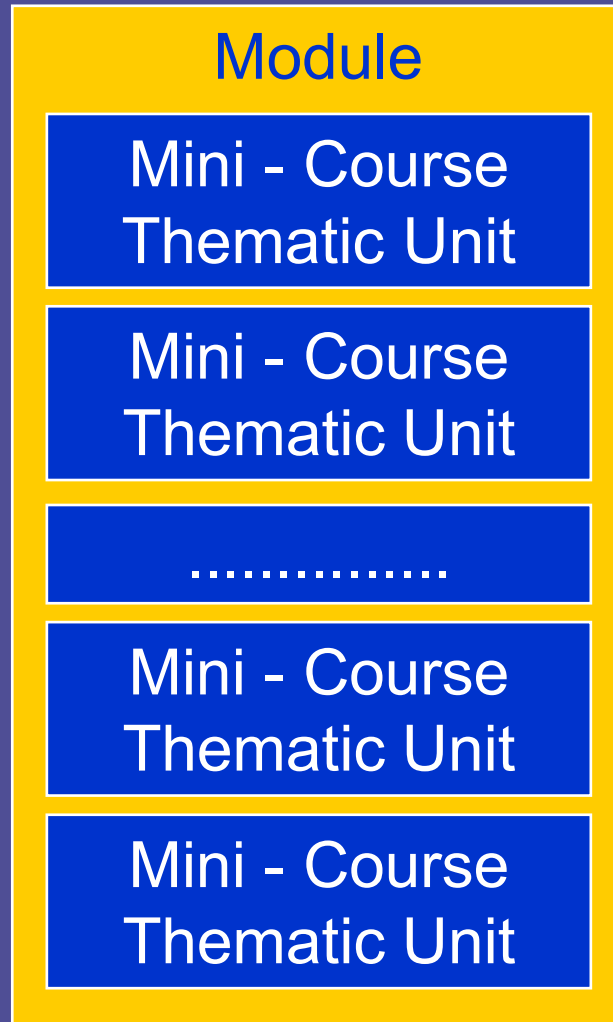 Module
Mini - Course
Thematic Unit
Mini - Course
Thematic Unit
...............
Mini - Course
Thematic Unit
Mini - Course
Thematic Unit